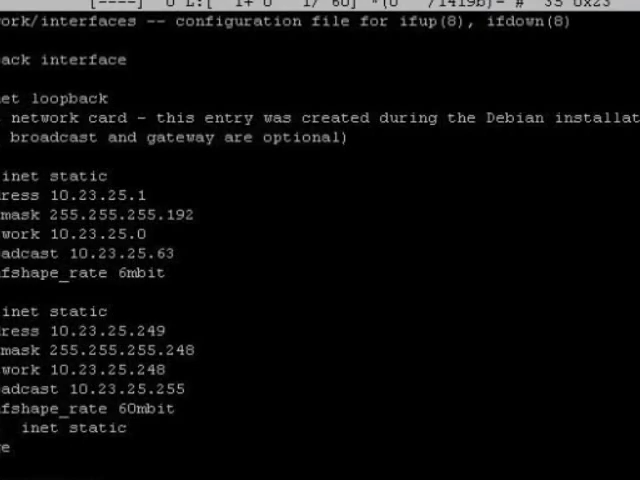 [----]  0 L:[  1+ 0   1/ 60] *(0   /1419b)= #  35 0x23
ork/interfaces -- configuration file for ifup(8), ifdown(8)
ack interface
et loopback
network card - this entry was created during the Debian installat
broadcast and gateway are optional)
inet static
ress 10.23.25.1
mask 255.255.255.192
work 10.23.25.0
adcast 10.23.25.63
fshape_rate 6mbit
inet static
ress 10.23.25.249
mask 255.255.255.248
work 10.23.25.248
adcast 10.23.25.255
fshape_rate 60mbit
inet static
e